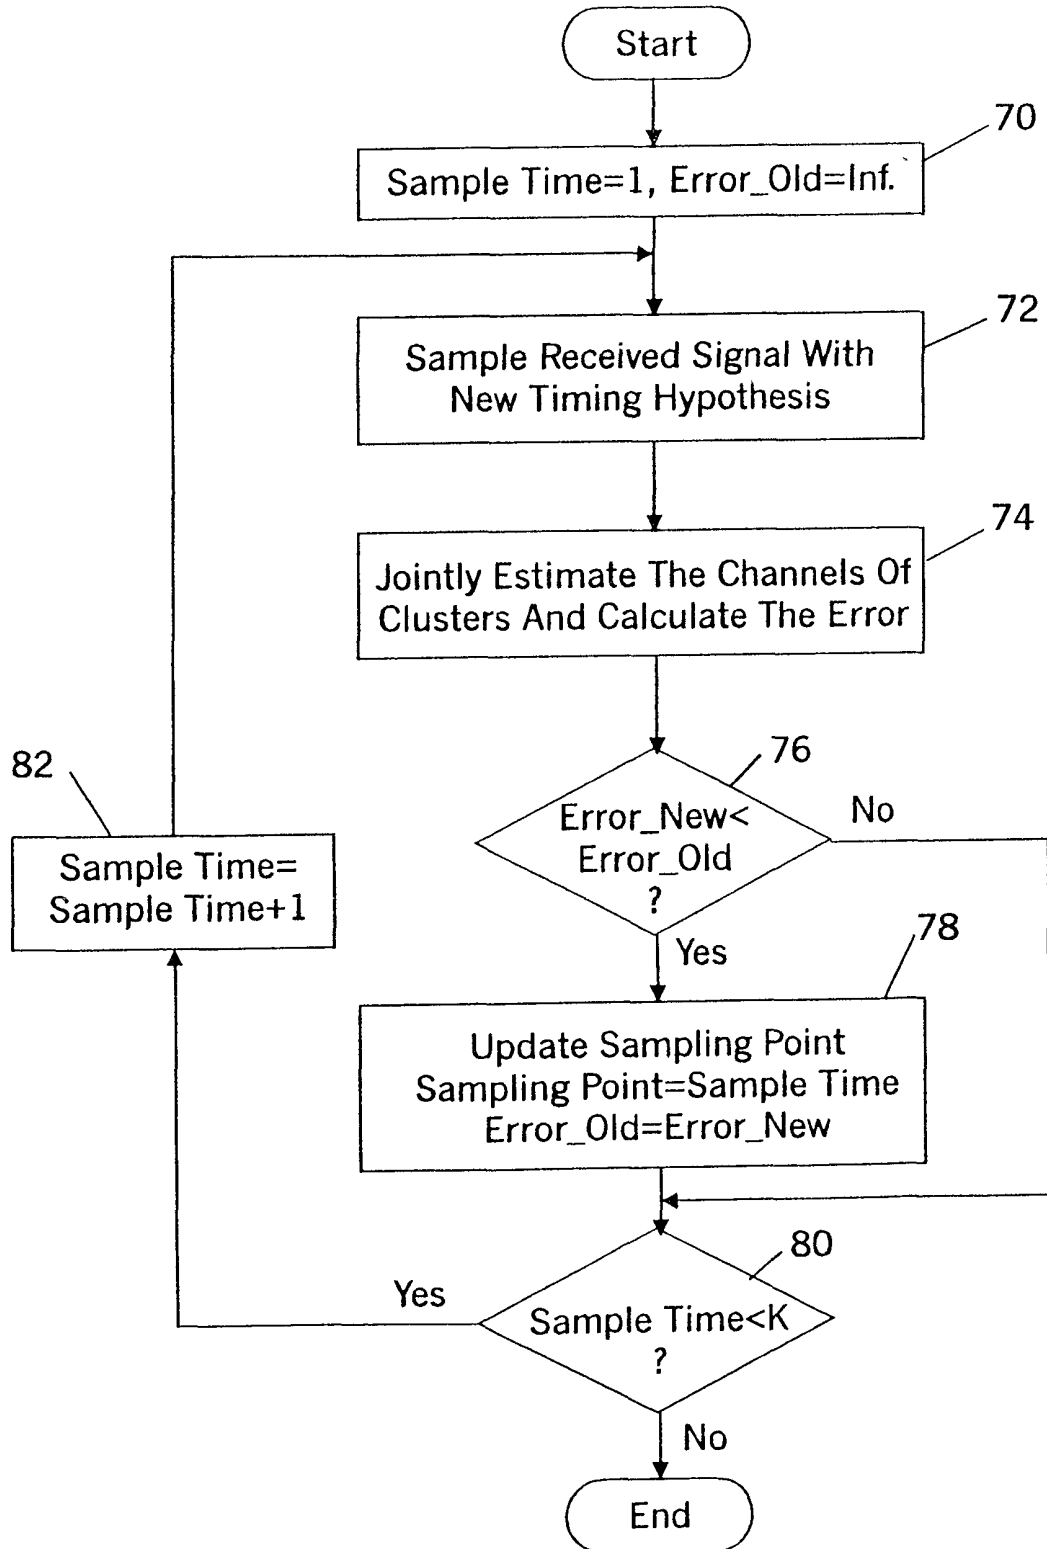 Start
70
Sample Time=1, Error_Old=Inf.
72
Sample Received Signal With
New Timing Hypothesis
74
Jointly Estimate The Channels Of
Clusters And Calculate The Error
76
Error_New<
Error_Old
?
No
Yes
82
Sample Time=
Sample Time+1
78
Update Sampling Point
Sampling Point=Sample Time
Error_Old=Error_New
80
Sample Time<K
?
Yes
No
End